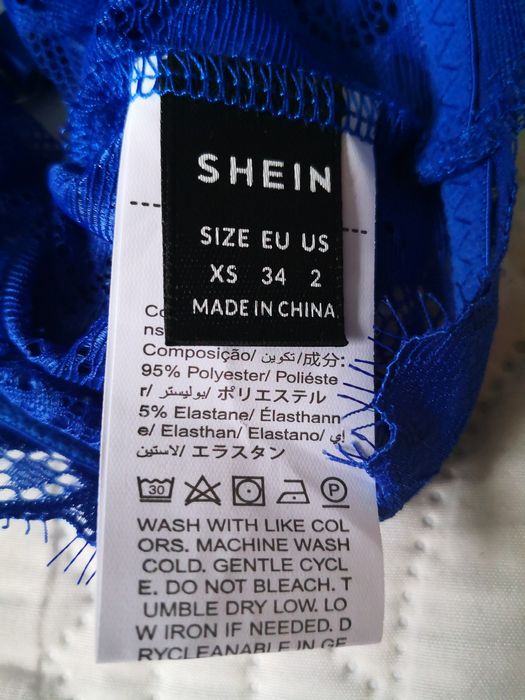 SHEIN
SIZE EU US
XS 34 2
MADE IN CHINA
Composição/ تكوين/ 成分:
95% Polyester/ Poliéste
r/ بوليستر/ ポリエステル
5% Elastane/ Élasthann
e/ Elasthan/ Elastano/ إي
لاستين/ エラスタン
30
P
WASH WITH LIKE COL
ORS. MACHINE WASH
COLD. GENTLE CYCL
E. DO NOT BLEACH. T
UMBLE DRY LOW. LO
W IRON IF NEEDED. D
RYCLEANABLE IN GE